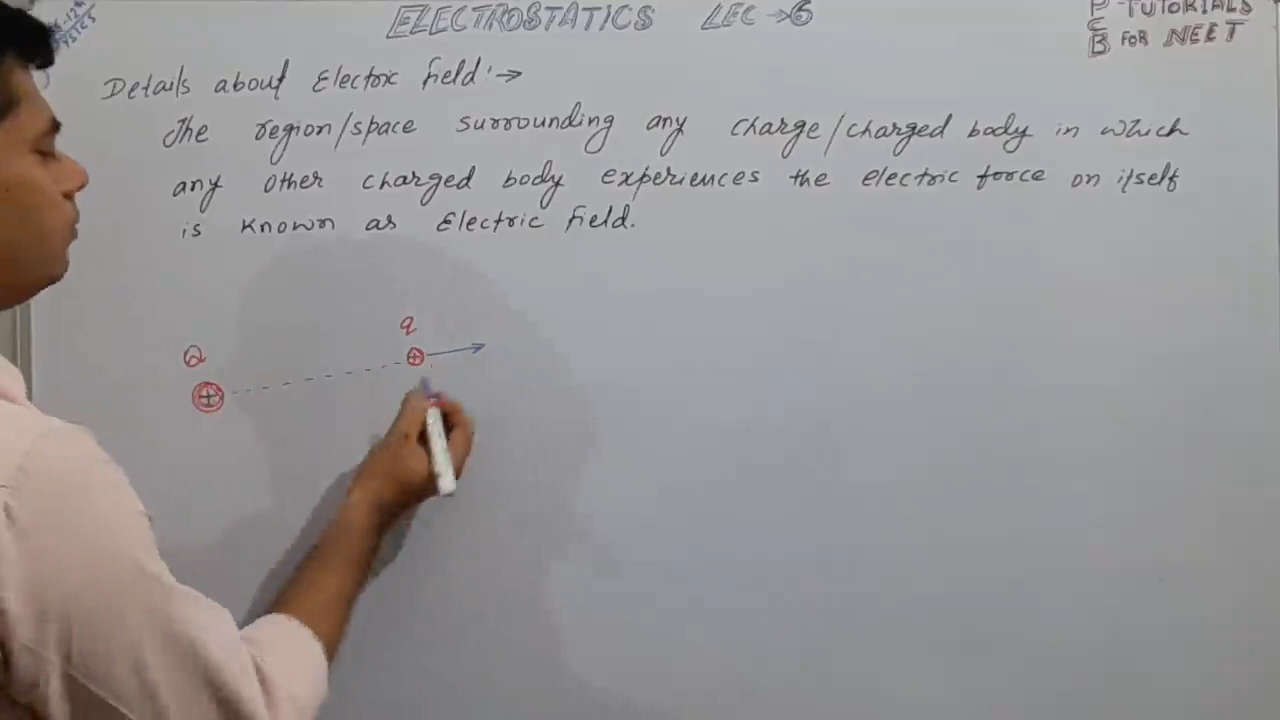 ELECTROSTATICS LEC → 6
P - TUTORIALS
C
B FOR NEET
Details about Electric field :→
The region/space surrounding any charge/charged body in which
any other charged body experiences the electric force on itself
is known as Electric field.
q
Q
+
+